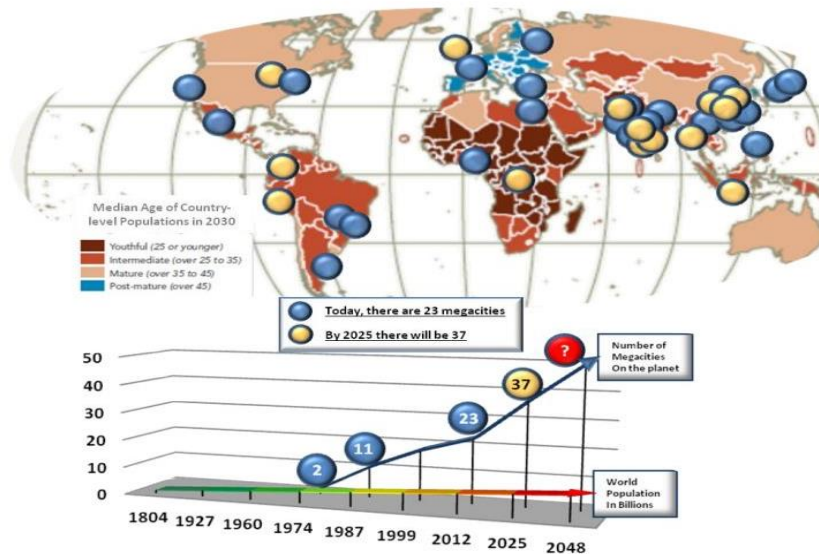 Median Age of Country-
level Populations in 2030
Youthful (25 or younger)
Intermediate (over 25 to 35)
Mature (over 35 to 45)
Post-mature (over 45)
Today, there are 23 megacities
By 2025 there will be 37
Number of
Megacities
On the planet
50
40
30
20
10
0
2
11
23
37
?
World
Population
In Billions
1804
1927
1960
1974
1987
1999
2012
2025
2048